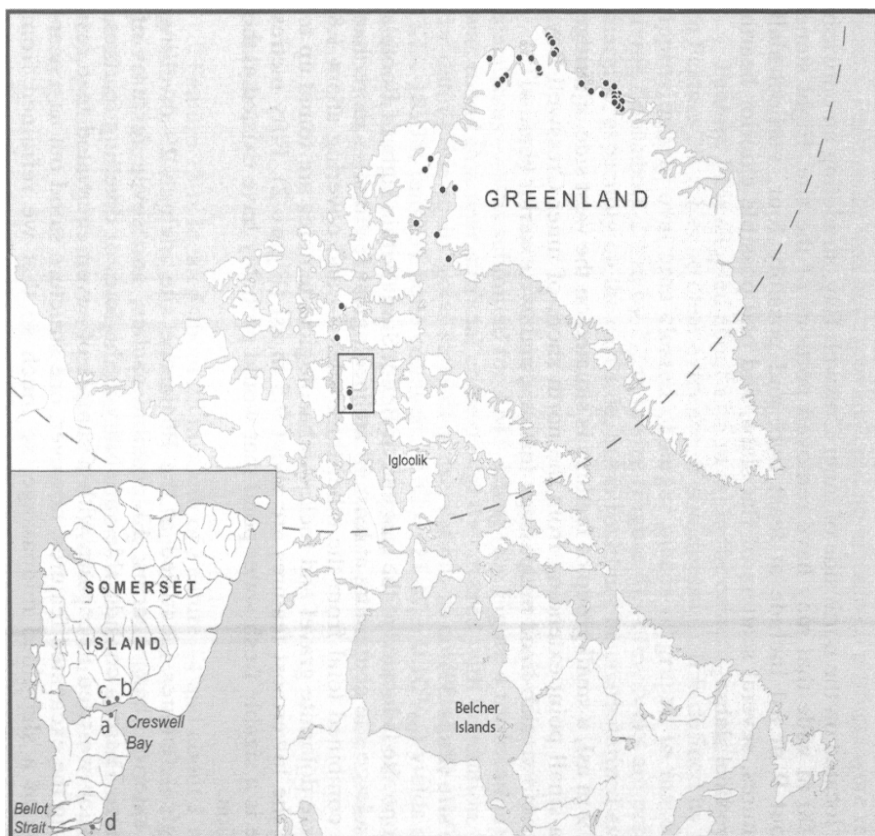 GREENLAND
Igloolik
SOMERSET
ISLAND
c
b
a
Creswell
Bay
Belcher
Islands
Bellot
Strait
d